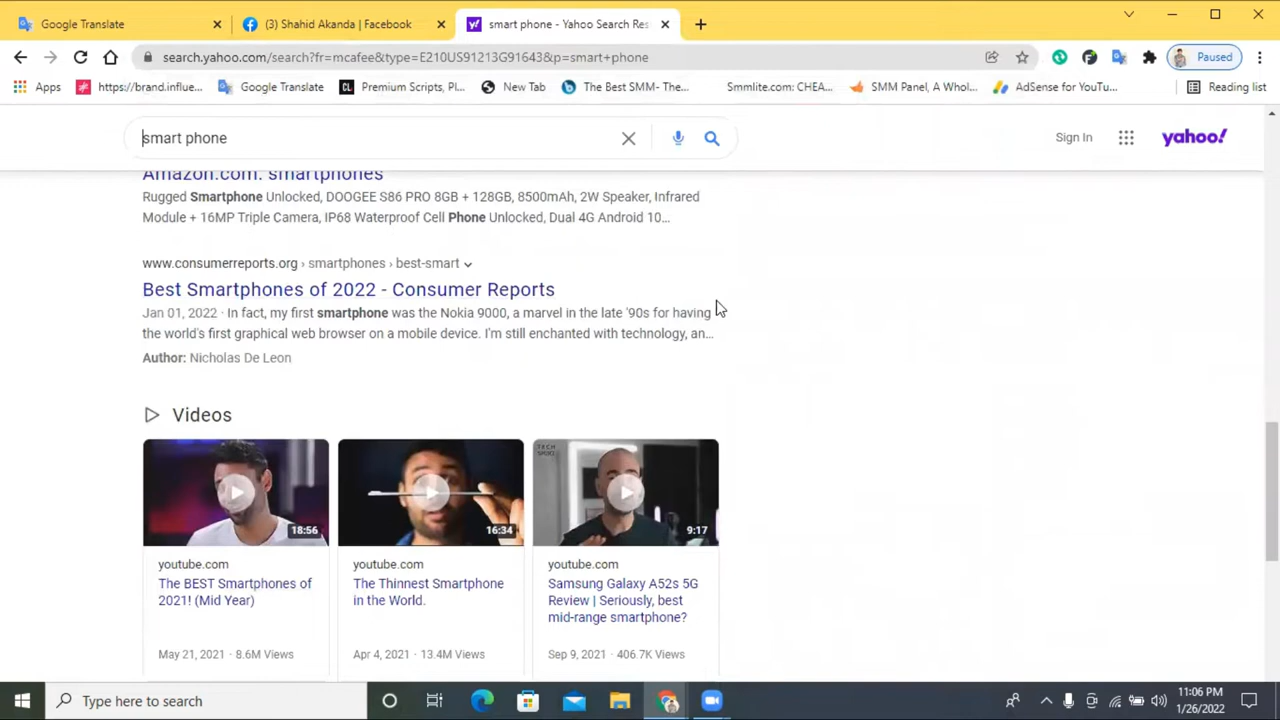 Google Translate
(3) Shahid Akanda | Facebook
smart phone - Yahoo Search Res
search.yahoo.com/search?fr=mcafee&type=E210US91213G91643&p=smart+phone
Paused
Apps
https://brand.influe...
Google Translate
Premium Scripts, Pl...
New Tab
The Best SMM- The...
Smmlite.com: CHEA...
SMM Panel, A Whol...
AdSense for YouTu...
Reading list
smart phone
Sign In
yahoo!
Amazon.com: smartphones
Rugged Smartphone Unlocked, DOOGEE S86 PRO 8GB + 128GB, 8500mAh, 2W Speaker, Infrared
Module + 16MP Triple Camera, IP68 Waterproof Cell Phone Unlocked, Dual 4G Android 10...
www.consumerreports.org › smartphones › best-smart
Best Smartphones of 2022 - Consumer Reports
Jan 01, 2022 · In fact, my first smartphone was the Nokia 9000, a marvel in the late '90s for having
the world's first graphical web browser on a mobile device. I'm still enchanted with technology, an...
Author: Nicholas De Leon
Videos
18:56
16:34
TECH
9:17
youtube.com
The BEST Smartphones of
2021! (Mid Year)
May 21, 2021 · 8.6M Views
youtube.com
The Thinnest Smartphone
in the World.
Apr 4, 2021 · 13.4M Views
youtube.com
Samsung Galaxy A52s 5G
Review | Seriously, best
mid-range smartphone?
Sep 9, 2021 · 406.7K Views
Type here to search
11:06 PM
1/26/2022